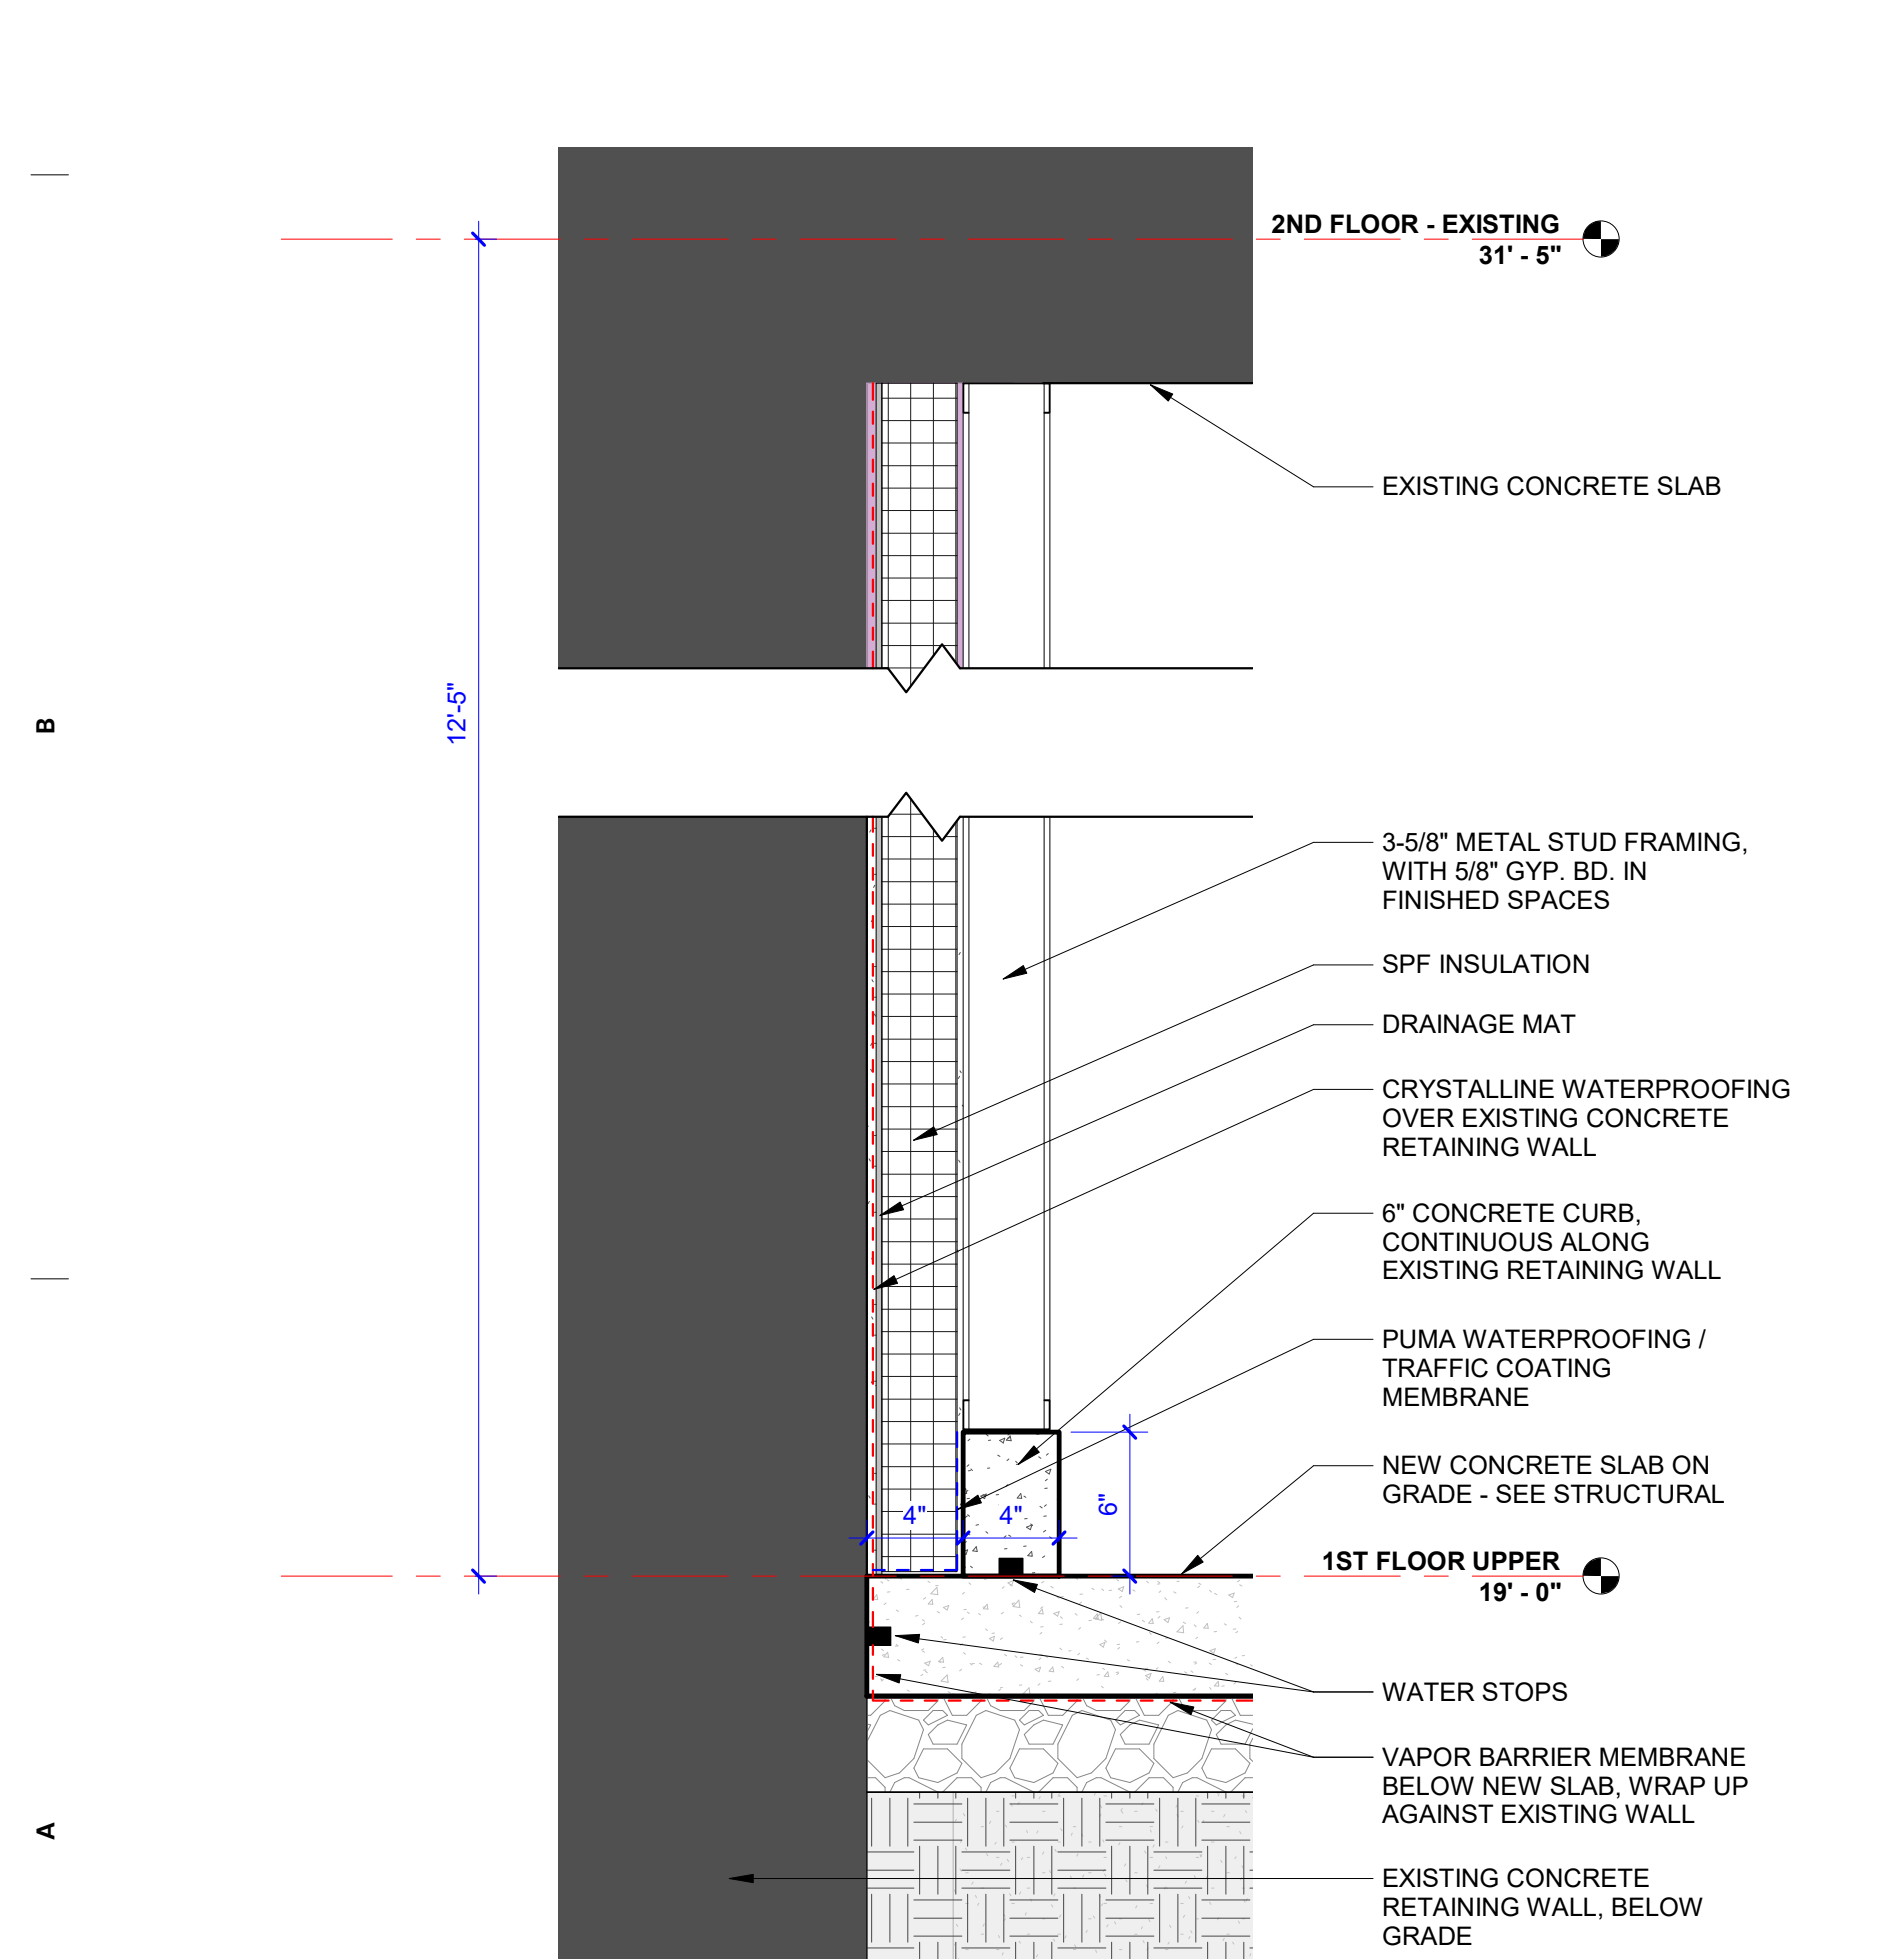 2ND FLOOR - EXISTING
31' - 5"
EXISTING CONCRETE SLAB
12'-5"
B
3-5/8" METAL STUD FRAMING,
WITH 5/8" GYP. BD. IN
FINISHED SPACES
SPF INSULATION
DRAINAGE MAT
CRYSTALLINE WATERPROOFING
OVER EXISTING CONCRETE
RETAINING WALL
6" CONCRETE CURB,
CONTINUOUS ALONG
EXISTING RETAINING WALL
PUMA WATERPROOFING /
TRAFFIC COATING
MEMBRANE
NEW CONCRETE SLAB ON
GRADE - SEE STRUCTURAL
4"
4"
6"
1ST FLOOR UPPER
19' - 0"
WATER STOPS
VAPOR BARRIER MEMBRANE
BELOW NEW SLAB, WRAP UP
AGAINST EXISTING WALL
A
EXISTING CONCRETE
RETAINING WALL, BELOW
GRADE